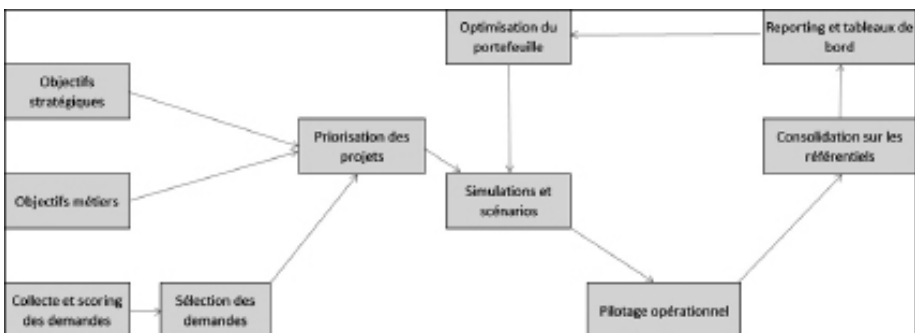 Optimisation du
portefeuille
Reporting et tableaux de
bord
Objectifs
stratégiques
Priorisation des
projets
Consolidation sur les
référentiels
Objectifs métiers
Simulations et
scénarios
Collecte et scoring
des demandes
Sélection des
demandes
Pilotage opérationnel